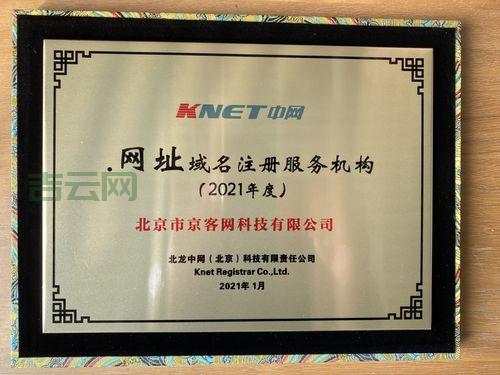 KNET中网
.网址域名注册服务机构
(2021年度)
北京市京客网科技有限公司
北龙中网(北京)科技有限责任公司
Knet Registrar Co.,Ltd.
2021年1月
吉云网